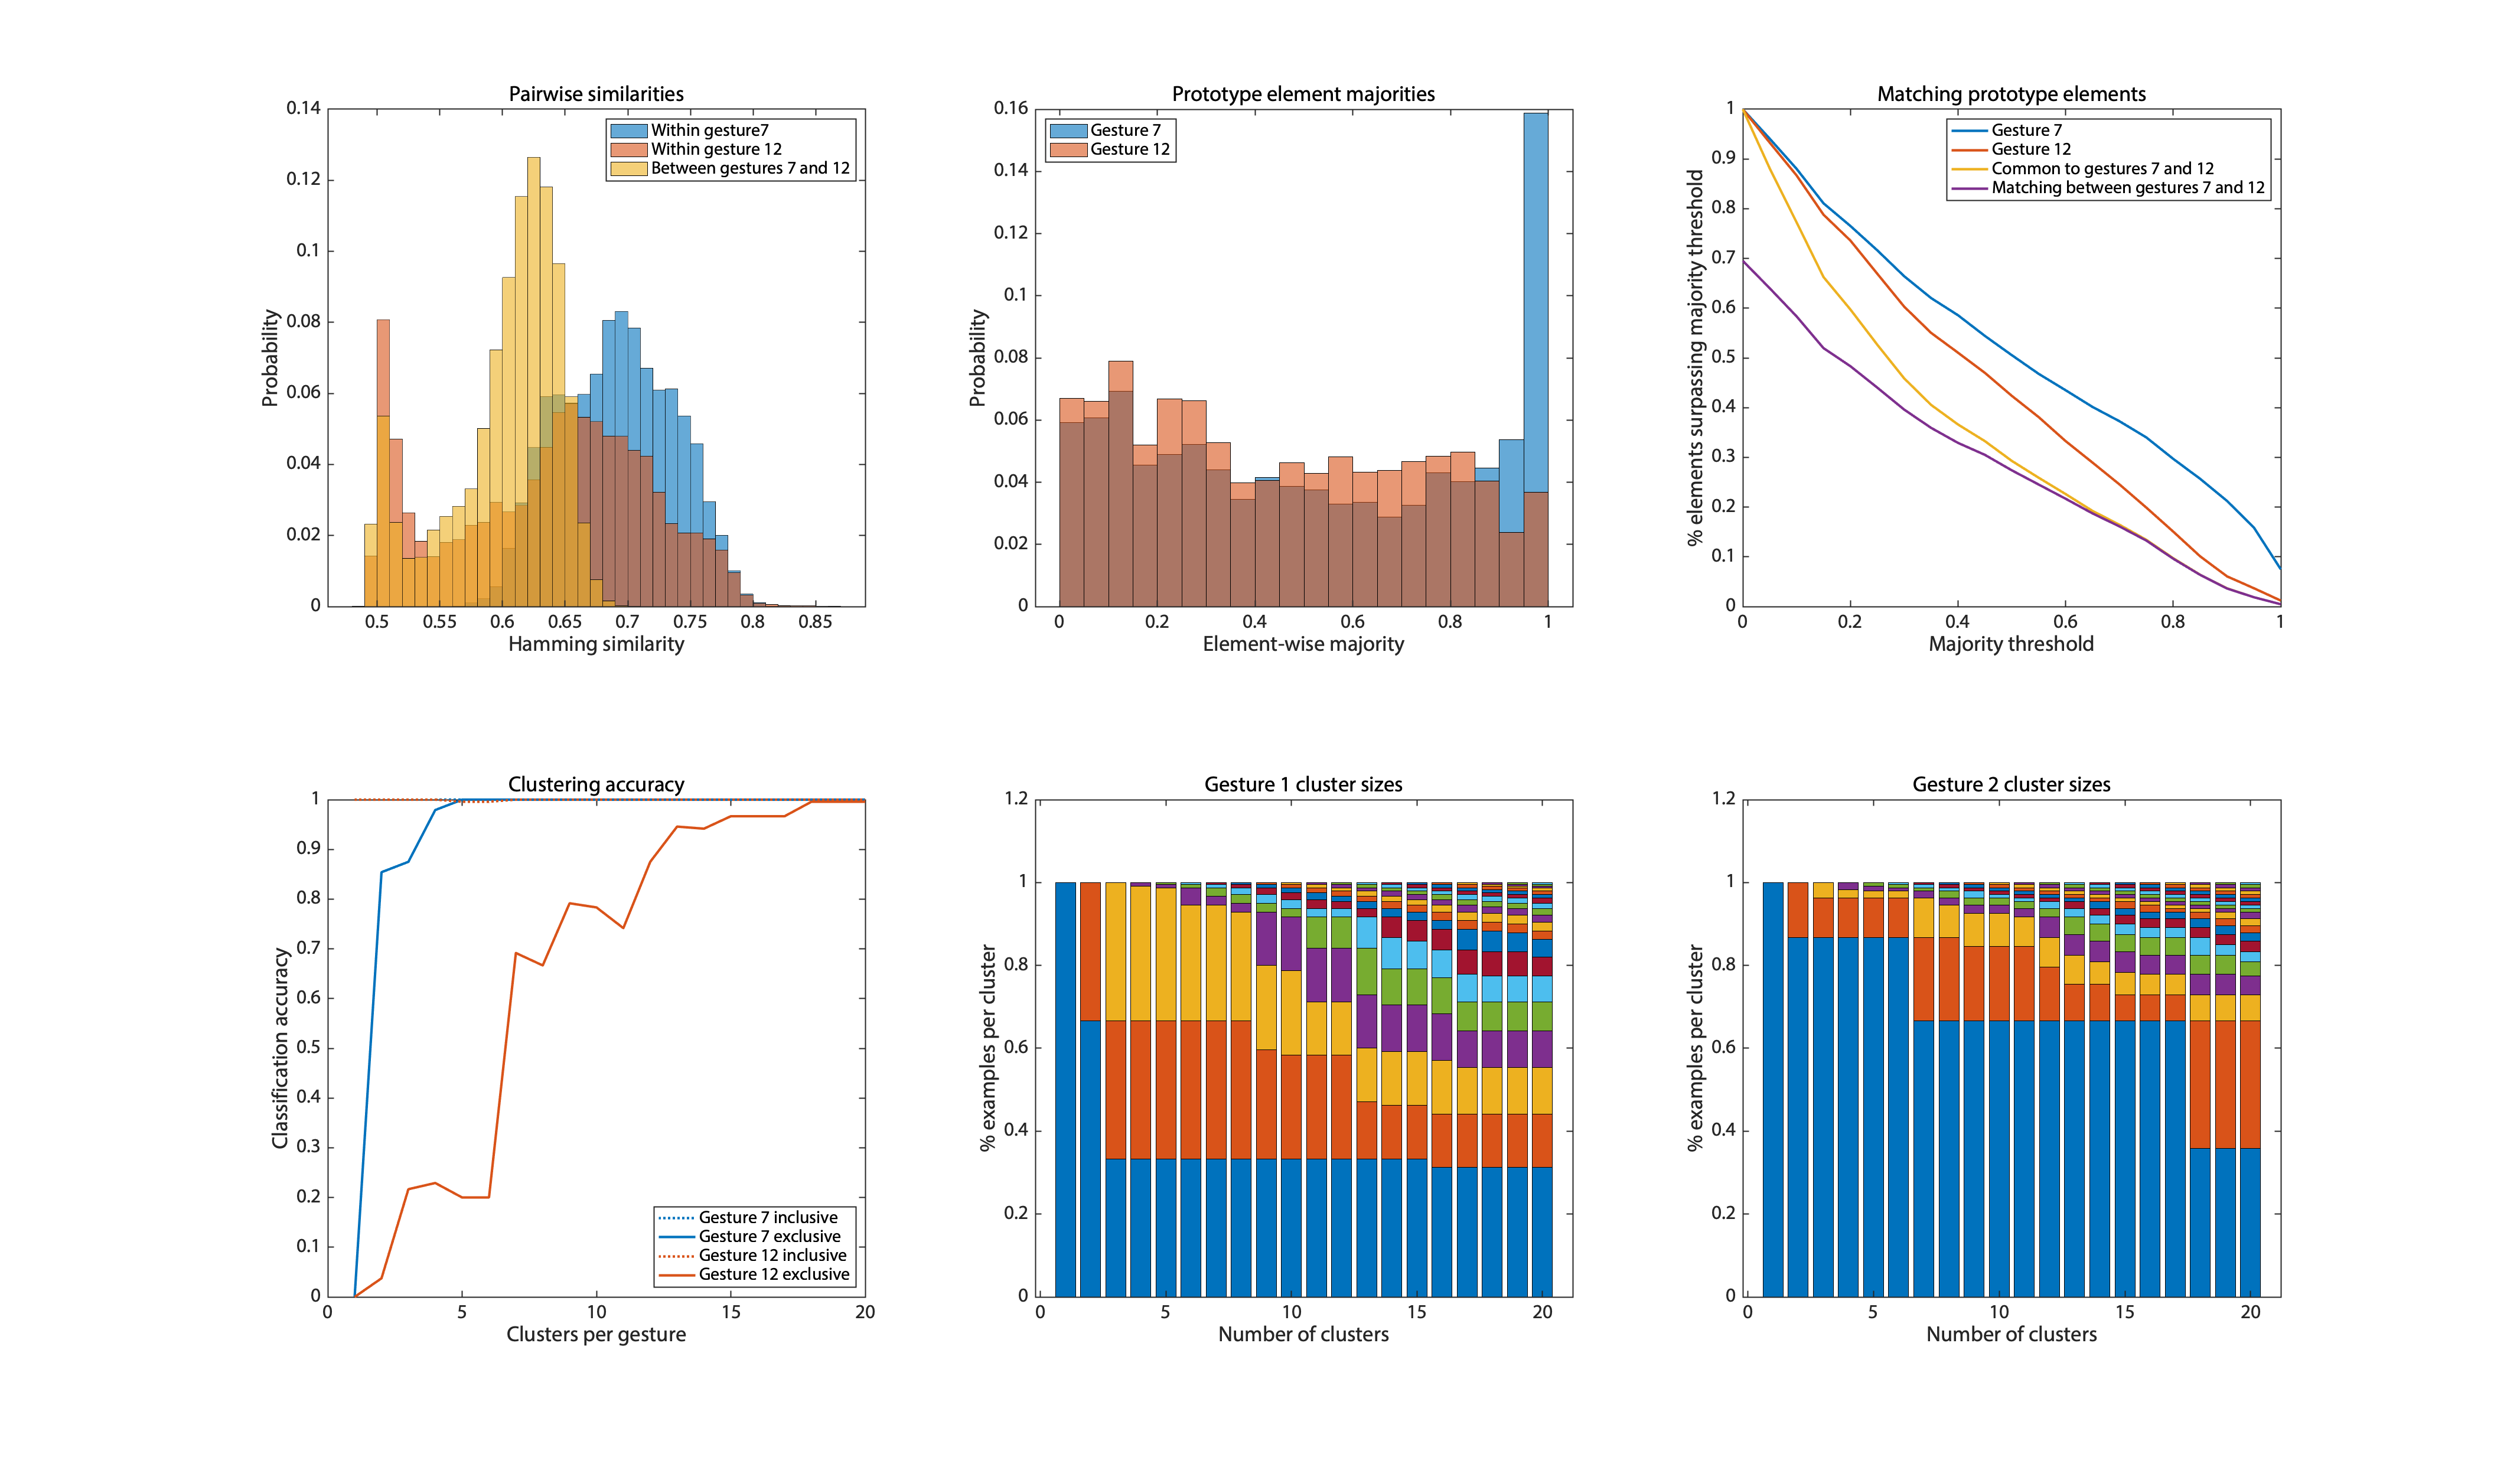 Pairwise similarities
0.14
0.12
0.1
0.08
0.06
0.04
0.02
0
Probability
Within gesture7
Within gesture 12
Between gestures 7 and 12
0.5 0.55 0.6 0.65 0.7 0.75 0.8 0.85
Hamming similarity
Prototype element majorities
0.16
0.14
0.12
0.1
0.08
0.06
0.04
0.02
0
Probability
Gesture 7
Gesture 12
0 0.2 0.4 0.6 0.8 1
Element-wise majority
Matching prototype elements
1
0.9
0.8
0.7
0.6
0.5
0.4
0.3
0.2
0.1
0
% elements surpassing majority threshold
Gesture 7
Gesture 12
Common to gestures 7 and 12
Matching between gestures 7 and 12
0 0.2 0.4 0.6 0.8 1
Majority threshold
Clustering accuracy
1
0.9
0.8
0.7
0.6
0.5
0.4
0.3
0.2
0.1
0
Classification accuracy
Gesture 7 inclusive
Gesture 7 exclusive
Gesture 12 inclusive
Gesture 12 exclusive
0 5 10 15 20
Clusters per gesture
Gesture 1 cluster sizes
1.2
1
0.8
0.6
0.4
0.2
0
% examples per cluster
0 5 10 15 20
Number of clusters
Gesture 2 cluster sizes
1.2
1
0.8
0.6
0.4
0.2
0
% examples per cluster
0 5 10 15 20
Number of clusters